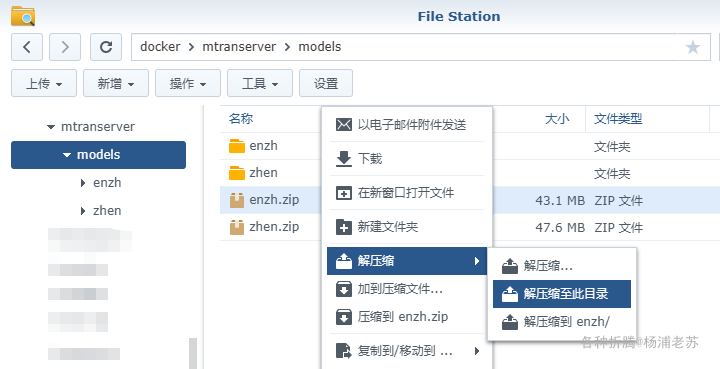 File Station
docker › mtranserver › models
上传 新增 操作 工具 设置
mtranserver
models
enzh
zhen
名称 大小 文件类型
enzh 文件夹
zhen 文件夹
enzh.zip 43.1 MB ZIP 文件
zhen.zip 47.6 MB ZIP 文件
以电子邮件附件发送
下载
在新窗口打开文件
新建文件夹
解压缩
加到压缩文件...
压缩到 enzh.zip
复制到/移动到 ...
解压缩...
解压缩至此目录
解压缩到 enzh/
各种折腾@杨浦老苏